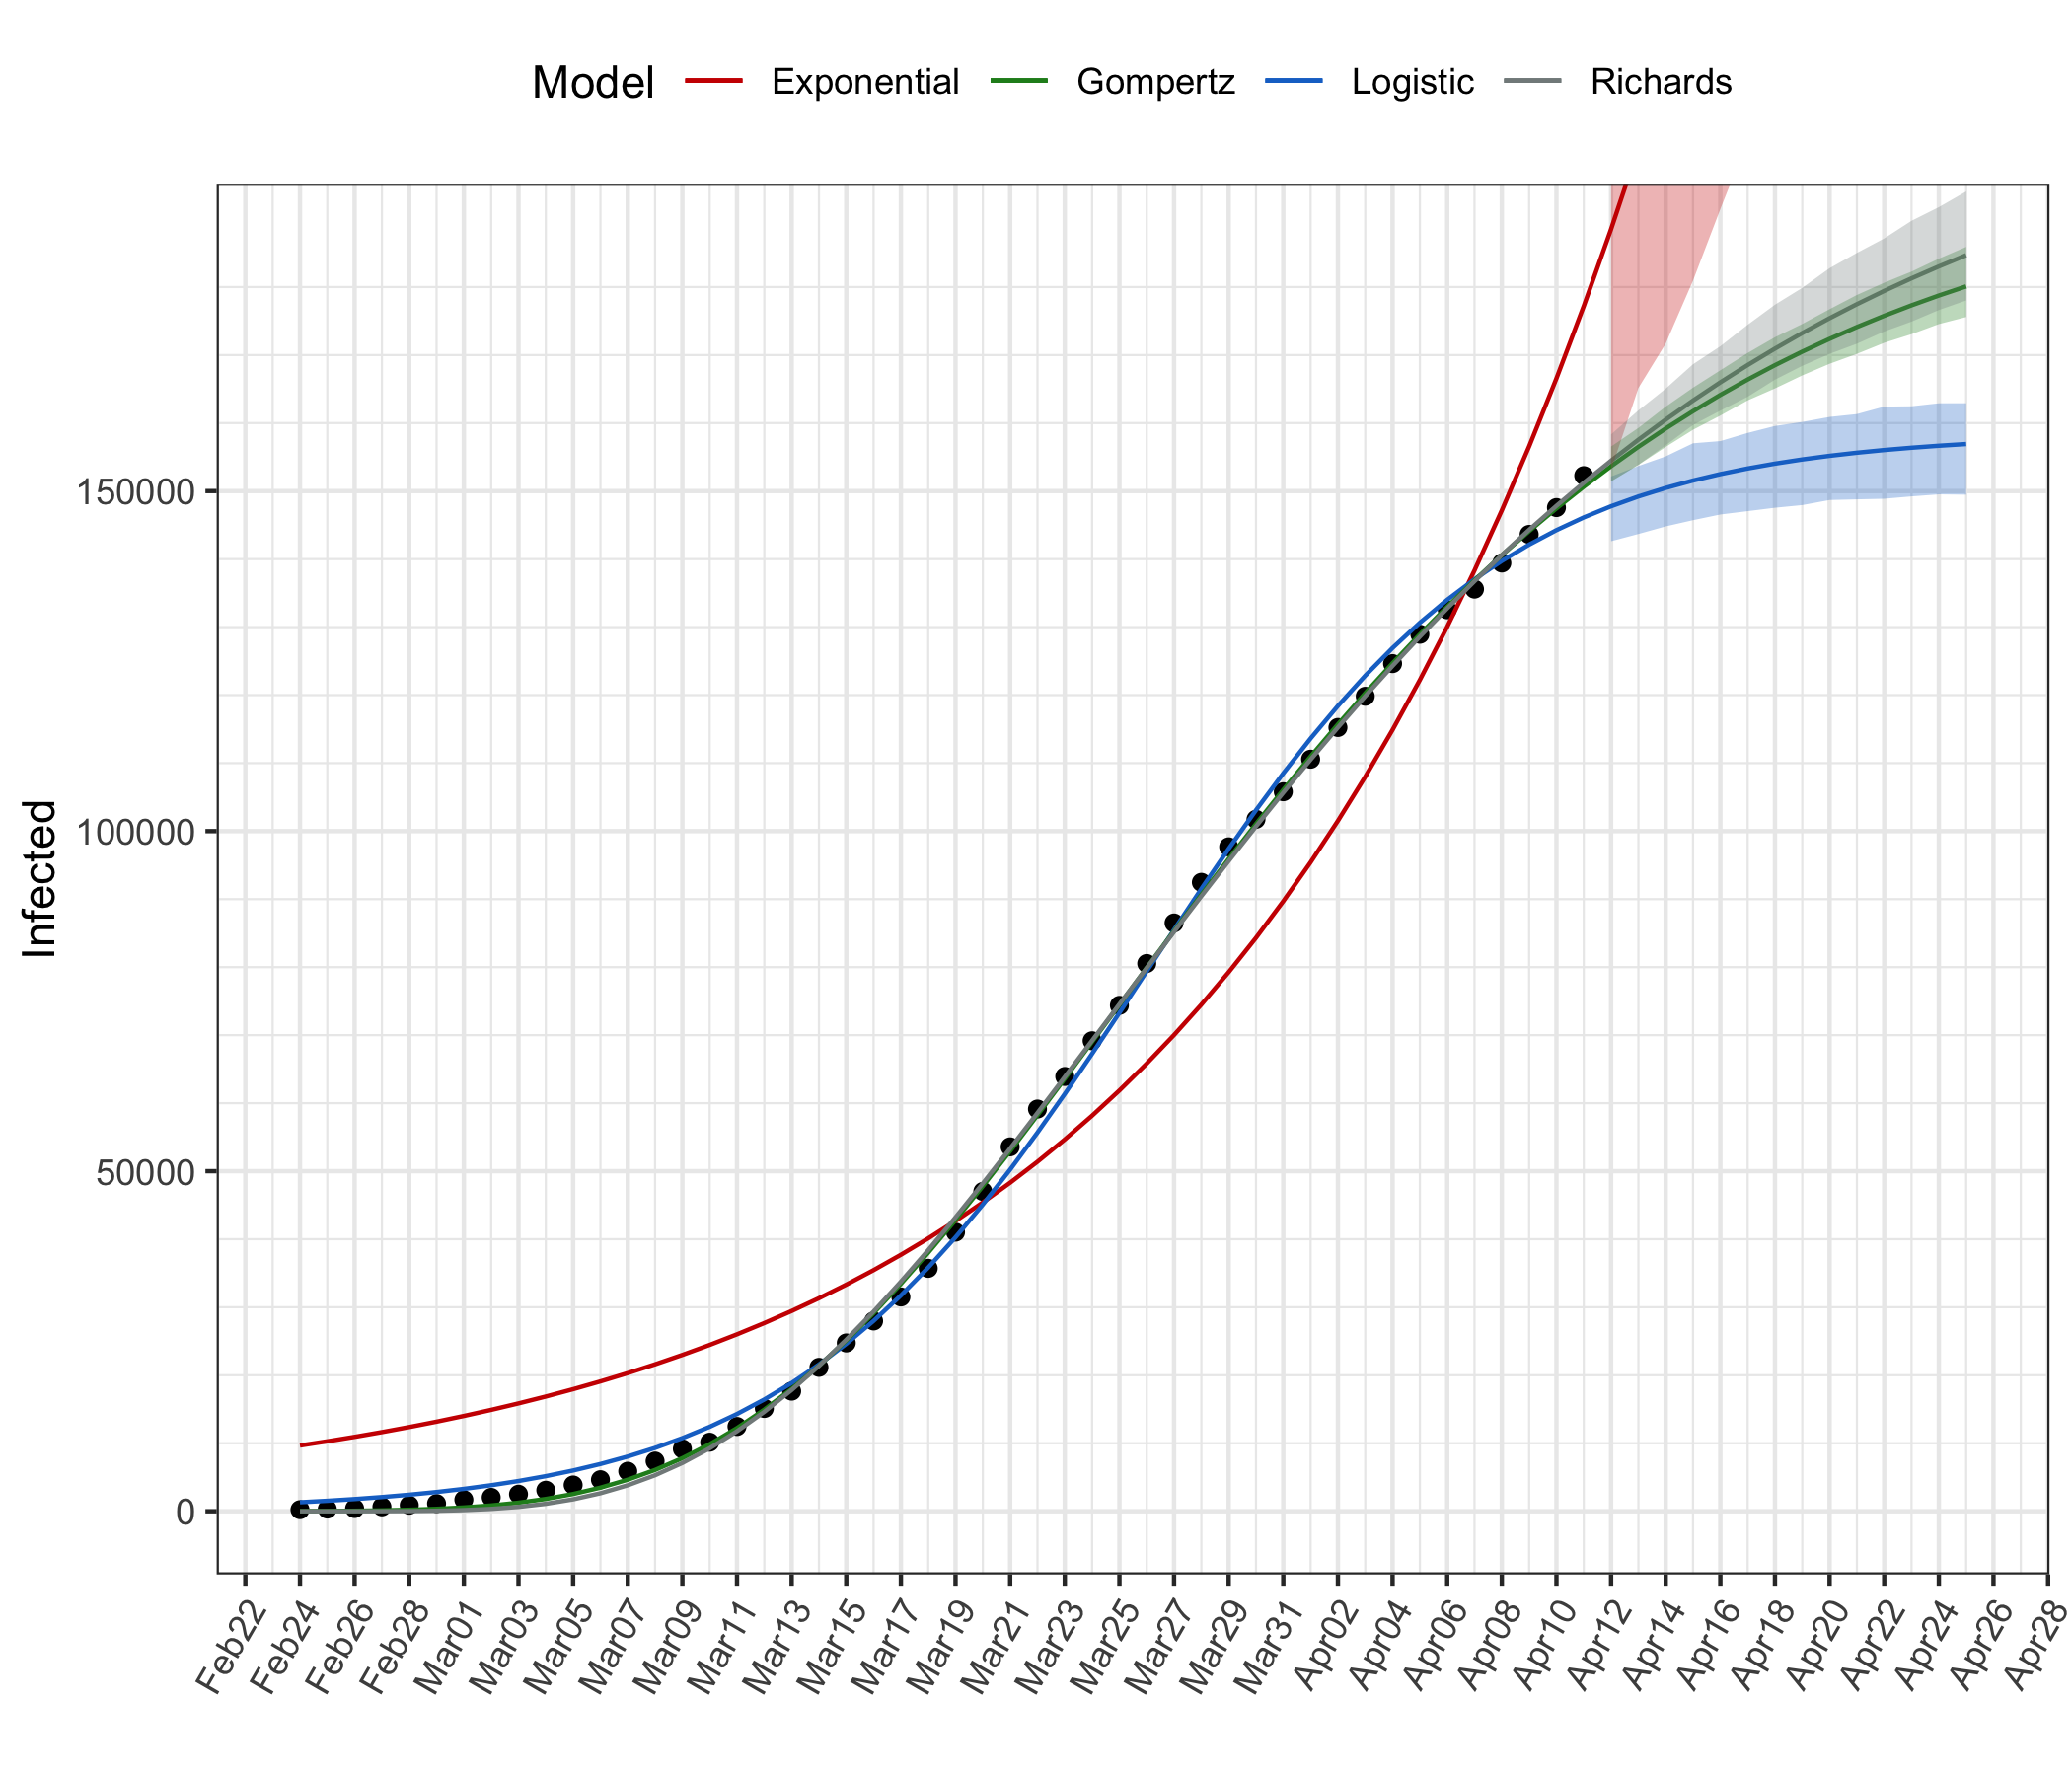 Model Exponential Gompertz Logistic Richards
Infected
150000
100000
50000
0
Feb22 Feb24 Feb26 Feb28 Mar01 Mar03 Mar05 Mar07 Mar09 Mar11 Mar13 Mar15 Mar17 Mar19 Mar21 Mar23 Mar25 Mar27 Mar29 Mar31 Apr02 Apr04 Apr06 Apr08 Apr10 Apr12 Apr14 Apr16 Apr18 Apr20 Apr22 Apr24 Apr26 Apr28